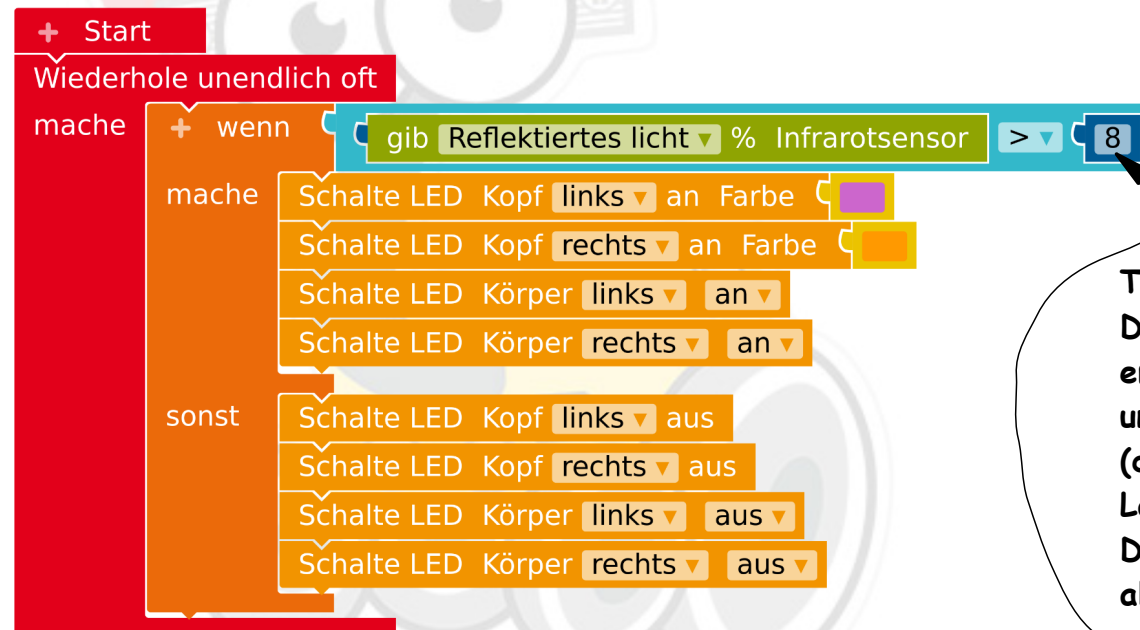 + Start
Wiederhole unendlich oft
mache + wenn gib Reflektiertes licht % Infrarotsensor > 8
mache Schalte LED Kopf links an Farbe
Schalte LED Kopf rechts an Farbe
Schalte LED Körper links an
Schalte LED Körper rechts an
sonst Schalte LED Kopf links aus
Schalte LED Kopf rechts aus
Schalte LED Körper links aus
Schalte LED Körper rechts aus